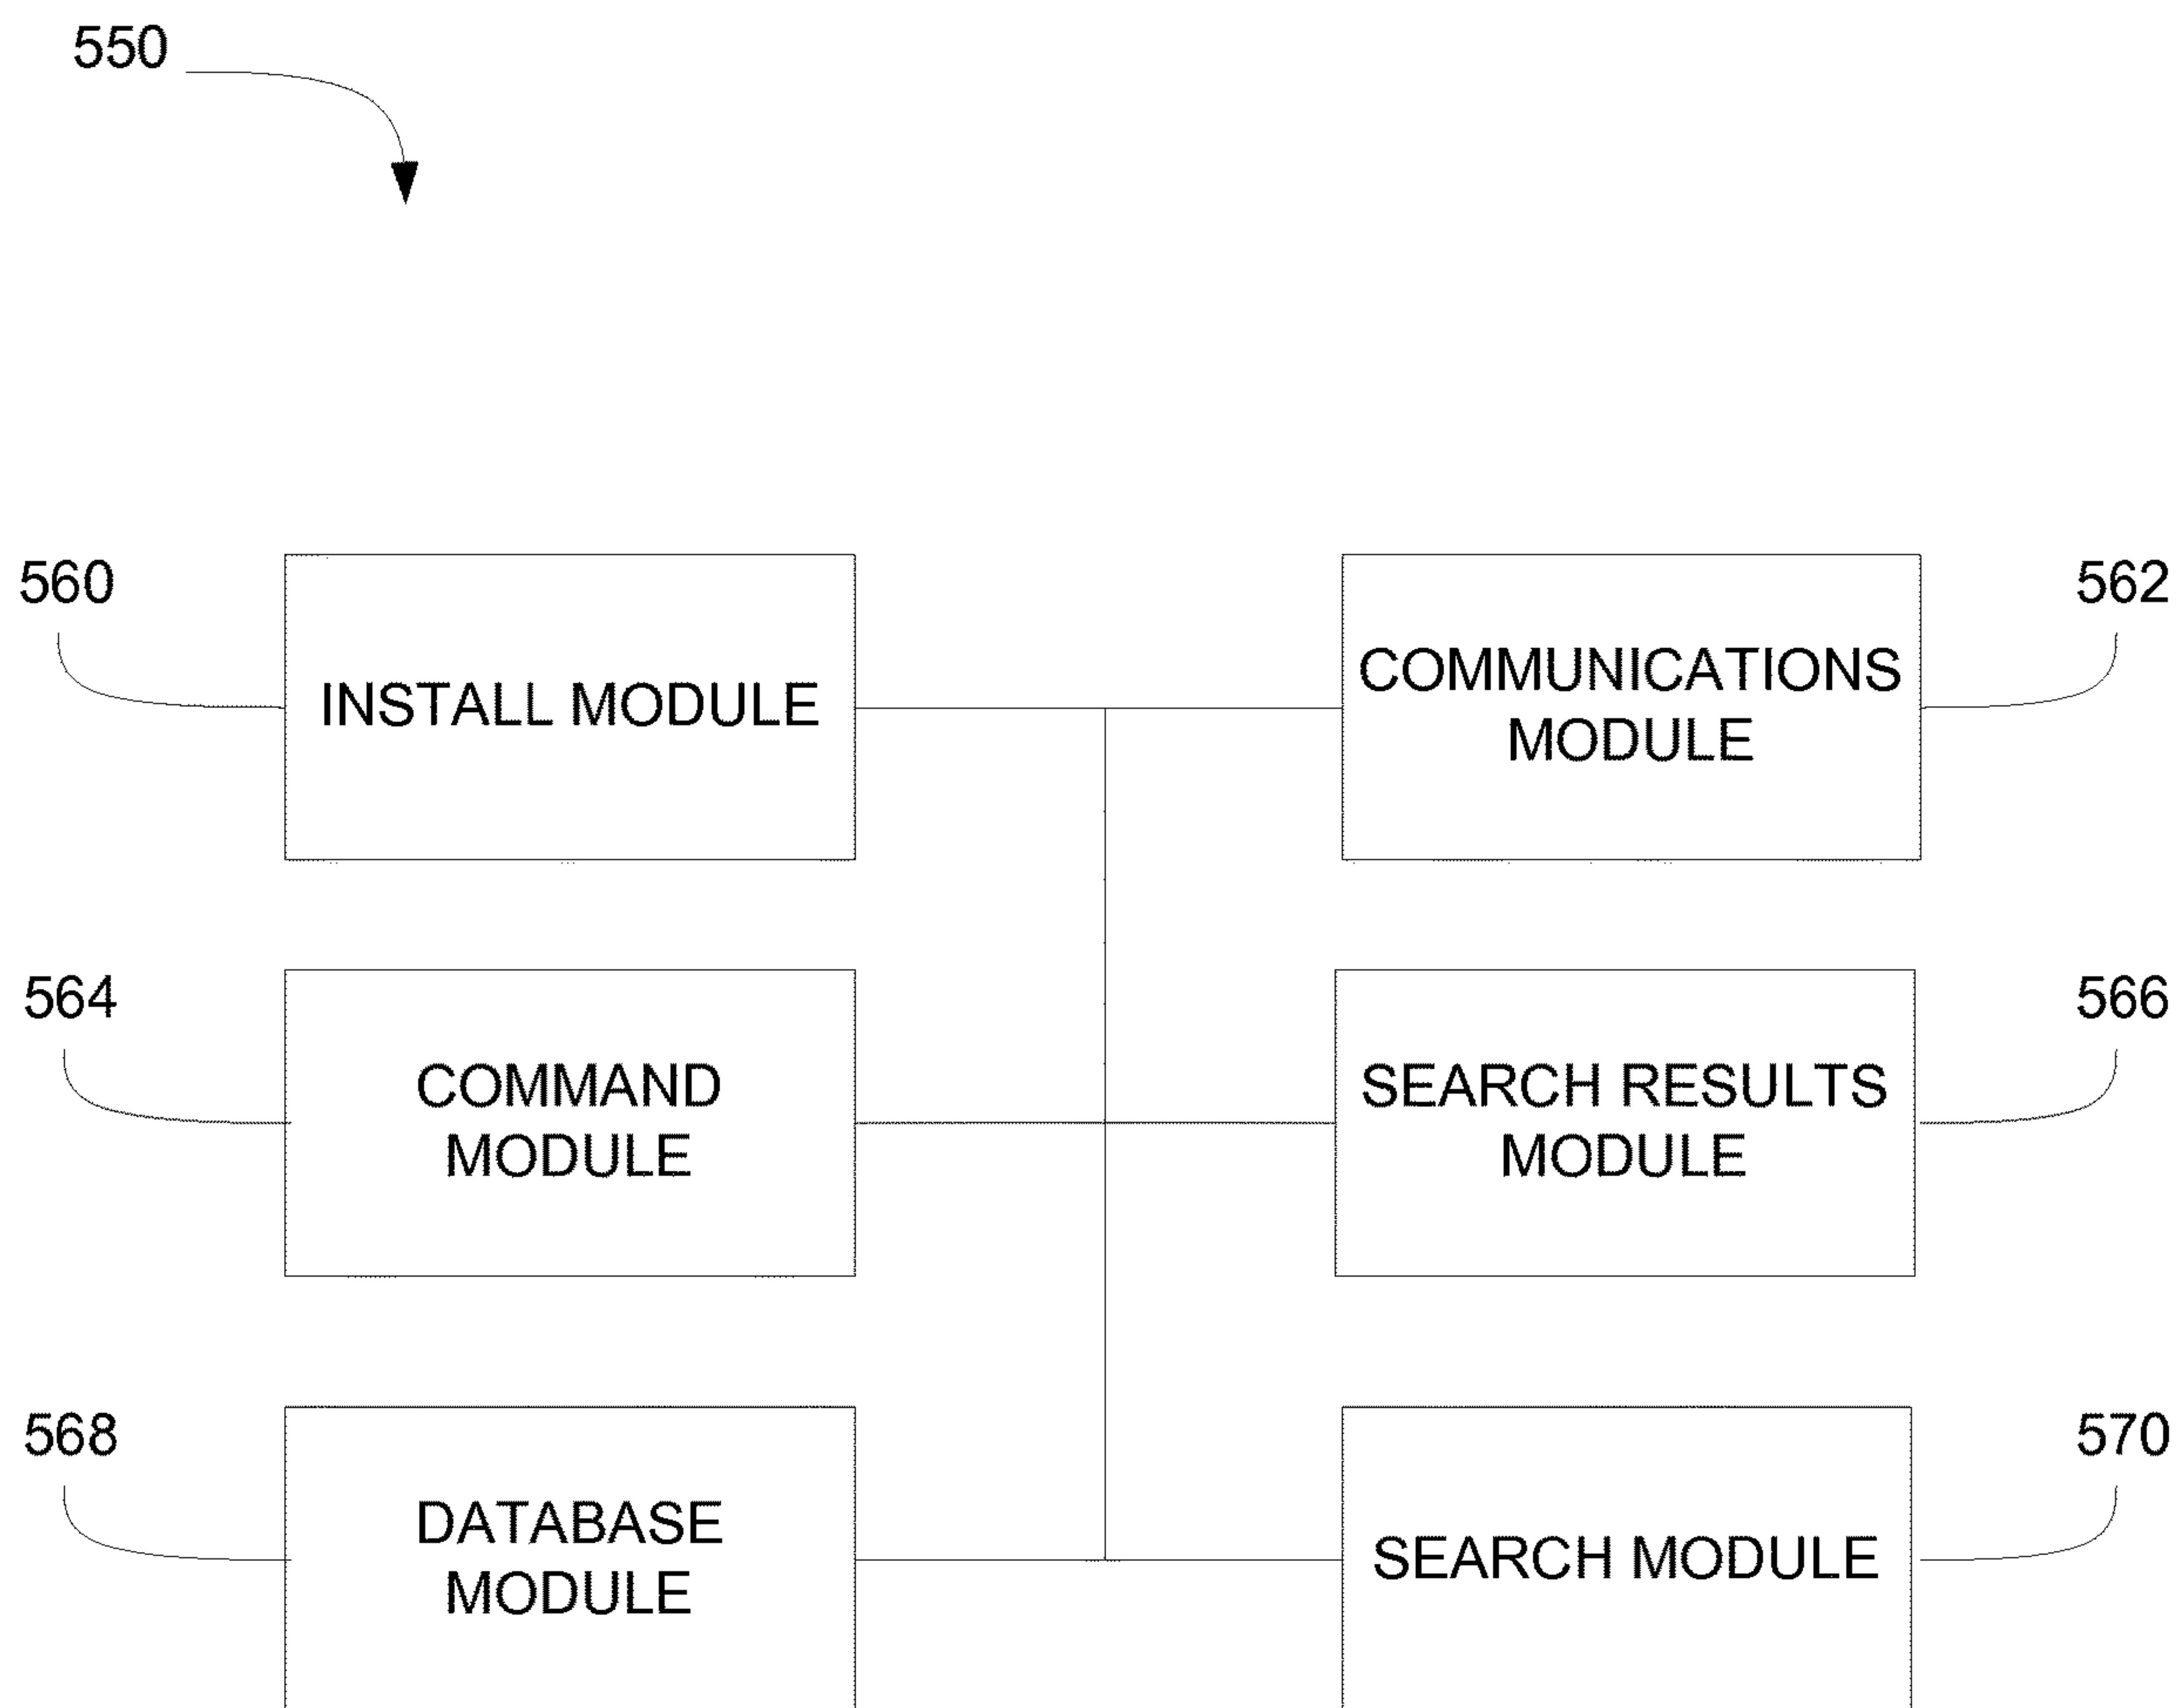 550
560
INSTALL MODULE
COMMUNICATIONS
MODULE
562
564
COMMAND
MODULE
SEARCH RESULTS
MODULE
566
568
DATABASE
MODULE
SEARCH MODULE
570